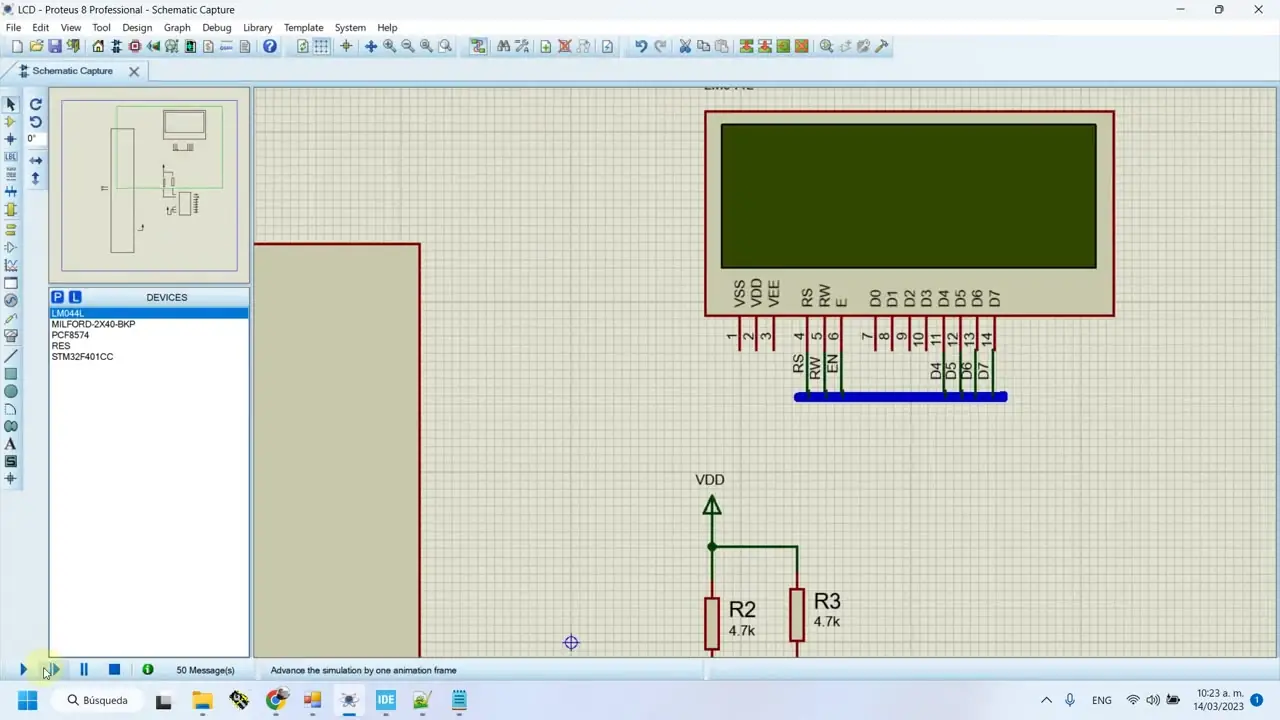 LCD - Proteus 8 Professional - Schematic Capture
File Edit View Tool Design Graph Debug Library Template System Help
Schematic Capture
0°
LBL
P L DEVICES
LM044L
MILFORD-2X40-BKP
PCF8574
RES
STM32F401CC
A
VSS VDD VEE RS RW E D0 D1 D2 D3 D4 D5 D6 D7
1 2 3 4 5 6 7 8 9 10 11 12 13 14
RS RW EN D4 D5 D6 D7
VDD
R2
4.7k
R3
4.7k
50 Message(s)
Advance the simulation by one animation frame
Búsqueda
IDE
ENG
10:23 a. m.
14/03/2023
1